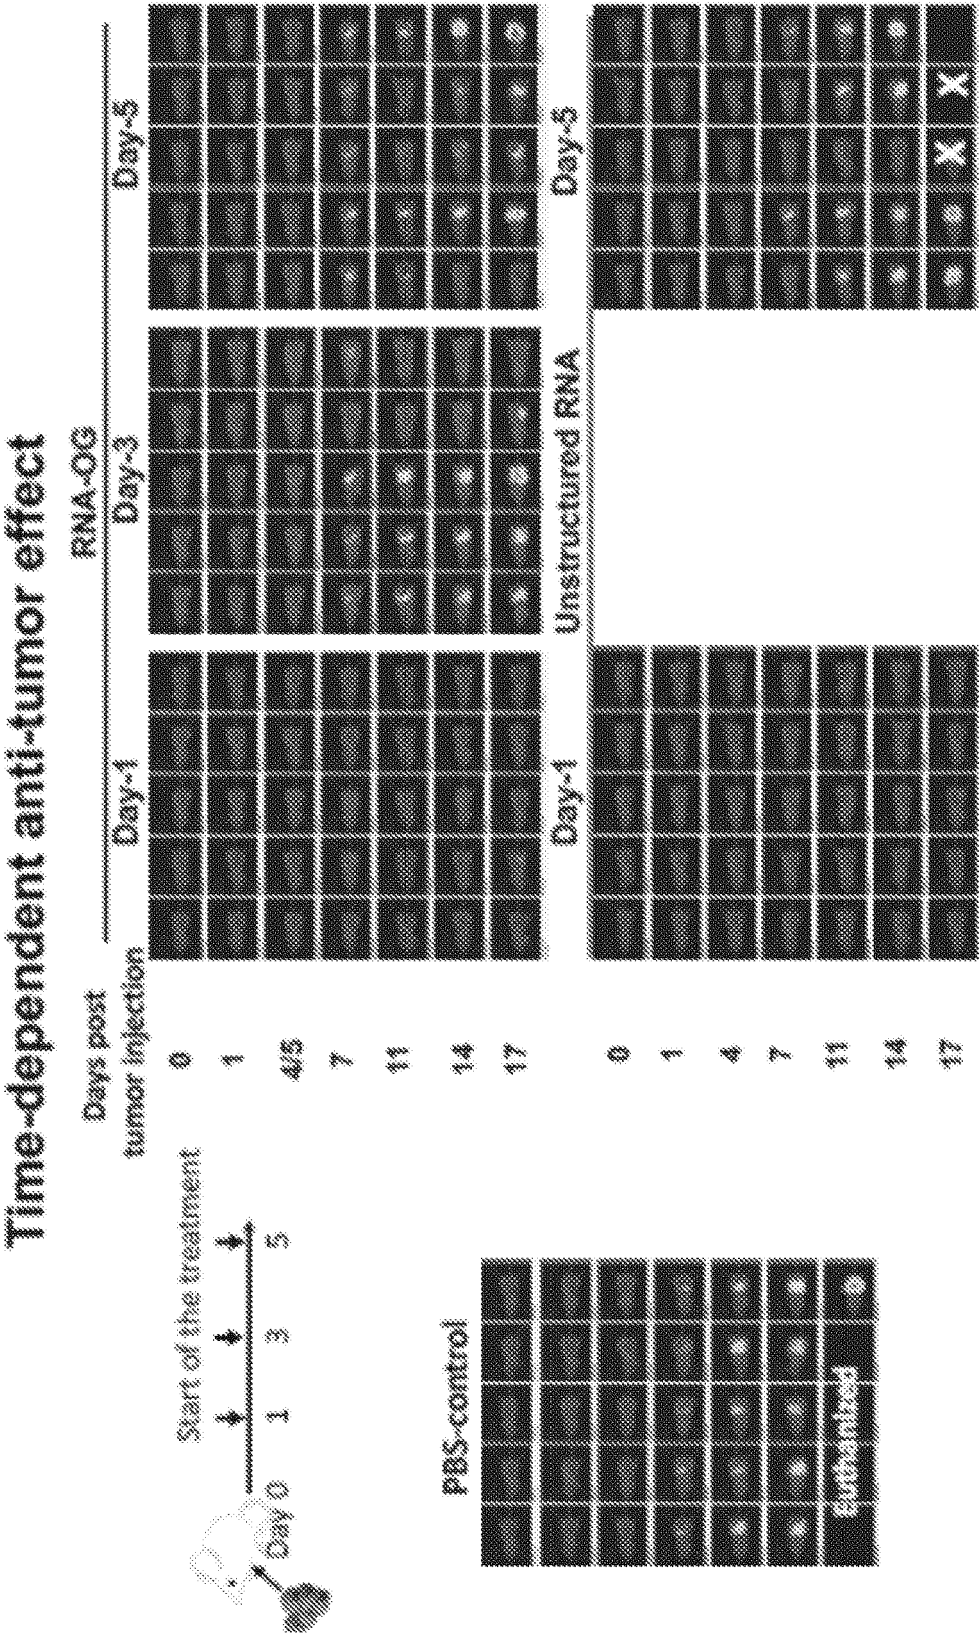 Time-dependent anti-tumor effect
Start of the treatment
Day 0 1 3 5
PBS-control
Euthanized
Days post
tumor injection
RNA-OG
Day-1 Day-3 Day-5
0
1
4/5
7
11
14
17
Unstructured RNA
Day-1 Day-5
0
1
4
7
11
14
17
X X